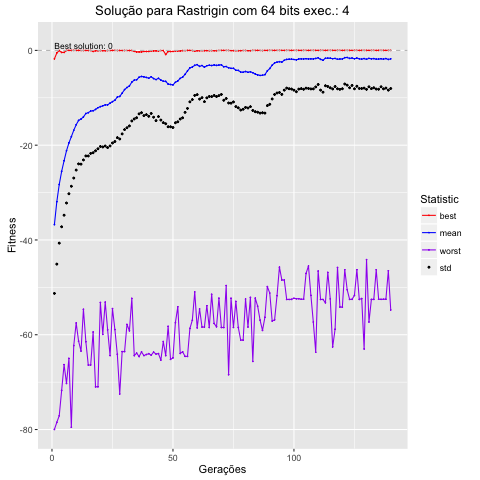 Solução para Rastrigin com 64 bits exec.: 4
Best solution: 0
0
-20
-40
-60
-80
Fitness
0
50
100
Gerações
Statistic
best
mean
worst
std